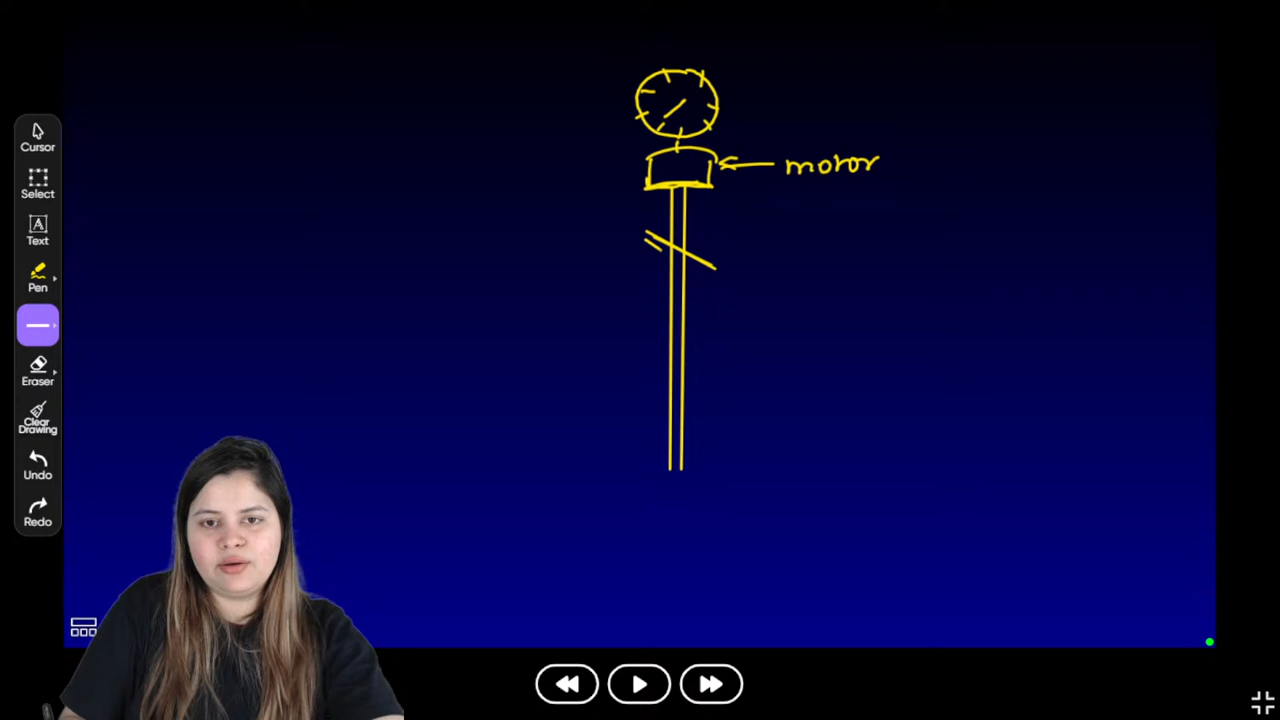 motor
Cursor
Select
A
Text
Pen
Eraser
Clear
Drawing
Undo
Redo